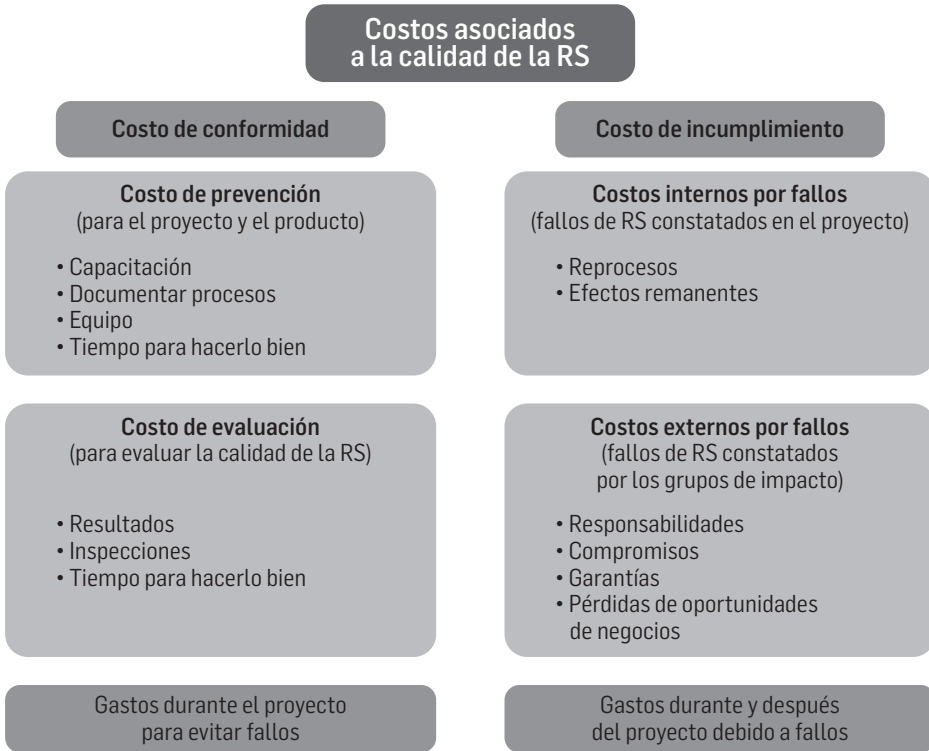 Costos asociados
a la calidad de la RS
Costo de conformidad
Costo de prevención
(para el proyecto y el producto)
• Capacitación
• Documentar procesos
• Equipo
• Tiempo para hacerlo bien
Costo de evaluación
(para evaluar la calidad de la RS)
• Resultados
• Inspecciones
• Tiempo para hacerlo bien
Gastos durante el proyecto
para evitar fallos
Costo de incumplimiento
Costos internos por fallos
(fallos de RS constatados en el proyecto)
• Reprocesos
• Efectos remanentes
Costos externos por fallos
(fallos de RS constatados
por los grupos de impacto)
• Responsabilidades
• Compromisos
• Garantías
• Pérdidas de oportunidades
de negocios
Gastos durante y después
del proyecto debido a fallos